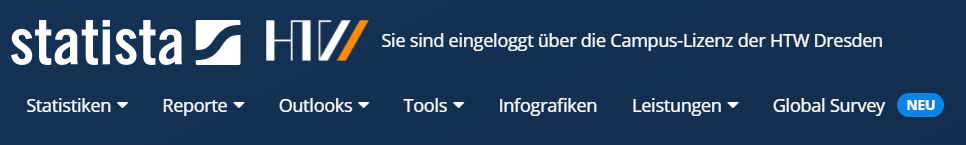 statista HTW Sie sind eingeloggt über die Campus-Lizenz der HTW Dresden
Statistiken Reporte Outlooks Tools Infografiken Leistungen Global Survey NEU